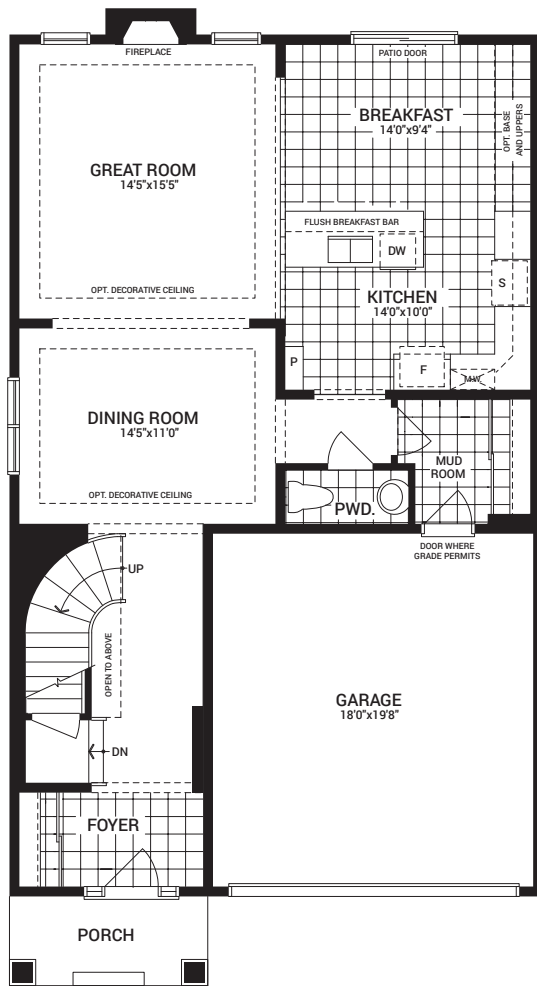 FIREPLACE
PATIO DOOR
BREAKFAST
14'0"x9'4"
OPT. BASE
AND UPPERS
GREAT ROOM
14'5"x15'5"
FLUSH BREAKFAST BAR
DW
S
OPT. DECORATIVE CEILING
KITCHEN
14'0"x10'0"
P
F
M/W
DINING ROOM
14'5"x11'0"
MUD
ROOM
OPT. DECORATIVE CEILING
PWD.
DOOR WHERE
GRADE PERMITS
UP
OPEN TO ABOVE
GARAGE
18'0"x19'8"
DN
FOYER
PORCH